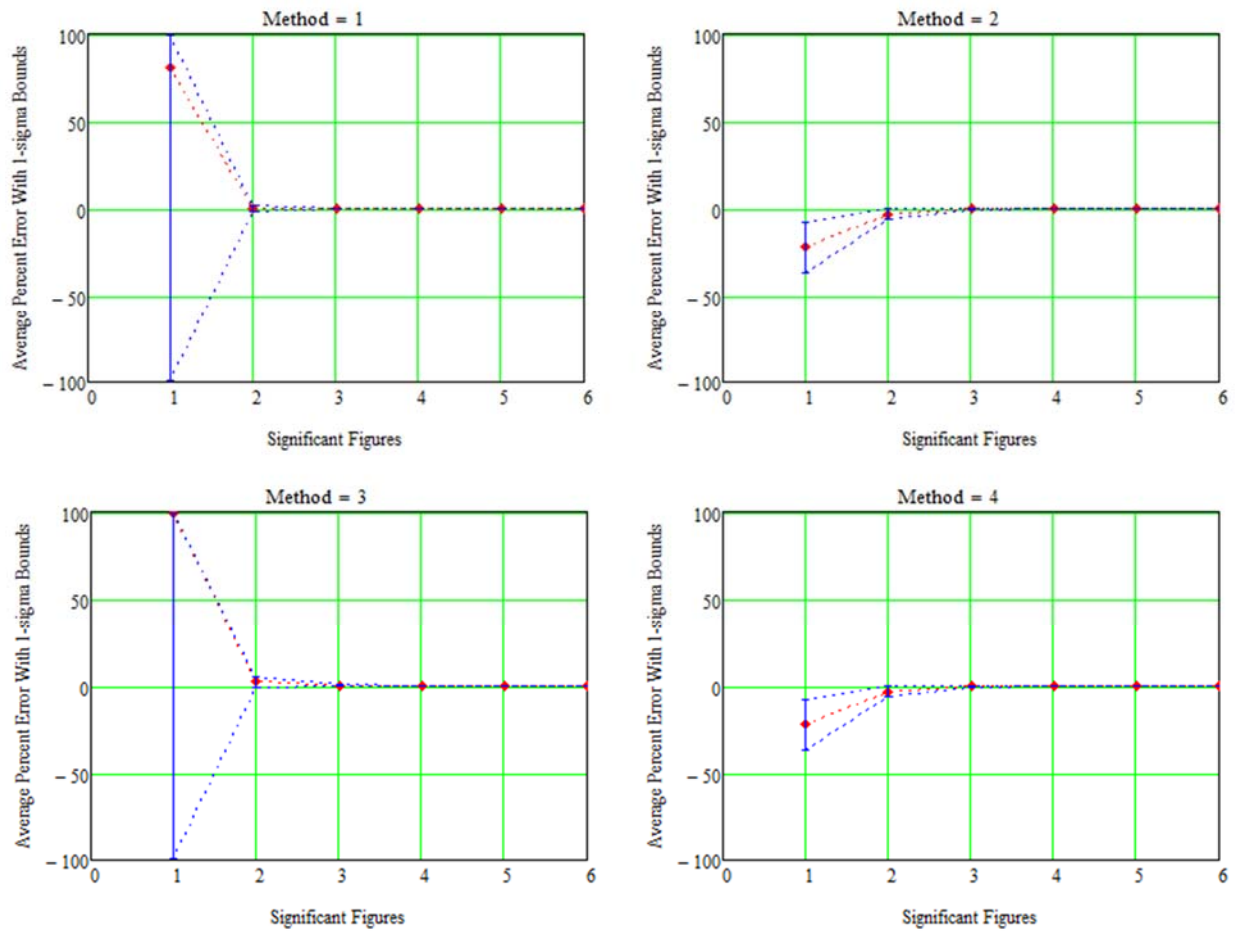 Method = 1
Average Percent Error With 1-sigma Bounds
100
50
0
– 50
– 100
0 1 2 3 4 5 6
Significant Figures
Method = 2
Average Percent Error With 1-sigma Bounds
100
50
0
– 50
– 100
0 1 2 3 4 5 6
Significant Figures
Method = 3
Average Percent Error With 1-sigma Bounds
100
50
0
– 50
– 100
0 1 2 3 4 5 6
Significant Figures
Method = 4
Average Percent Error With 1-sigma Bounds
100
50
0
– 50
– 100
0 1 2 3 4 5 6
Significant Figures